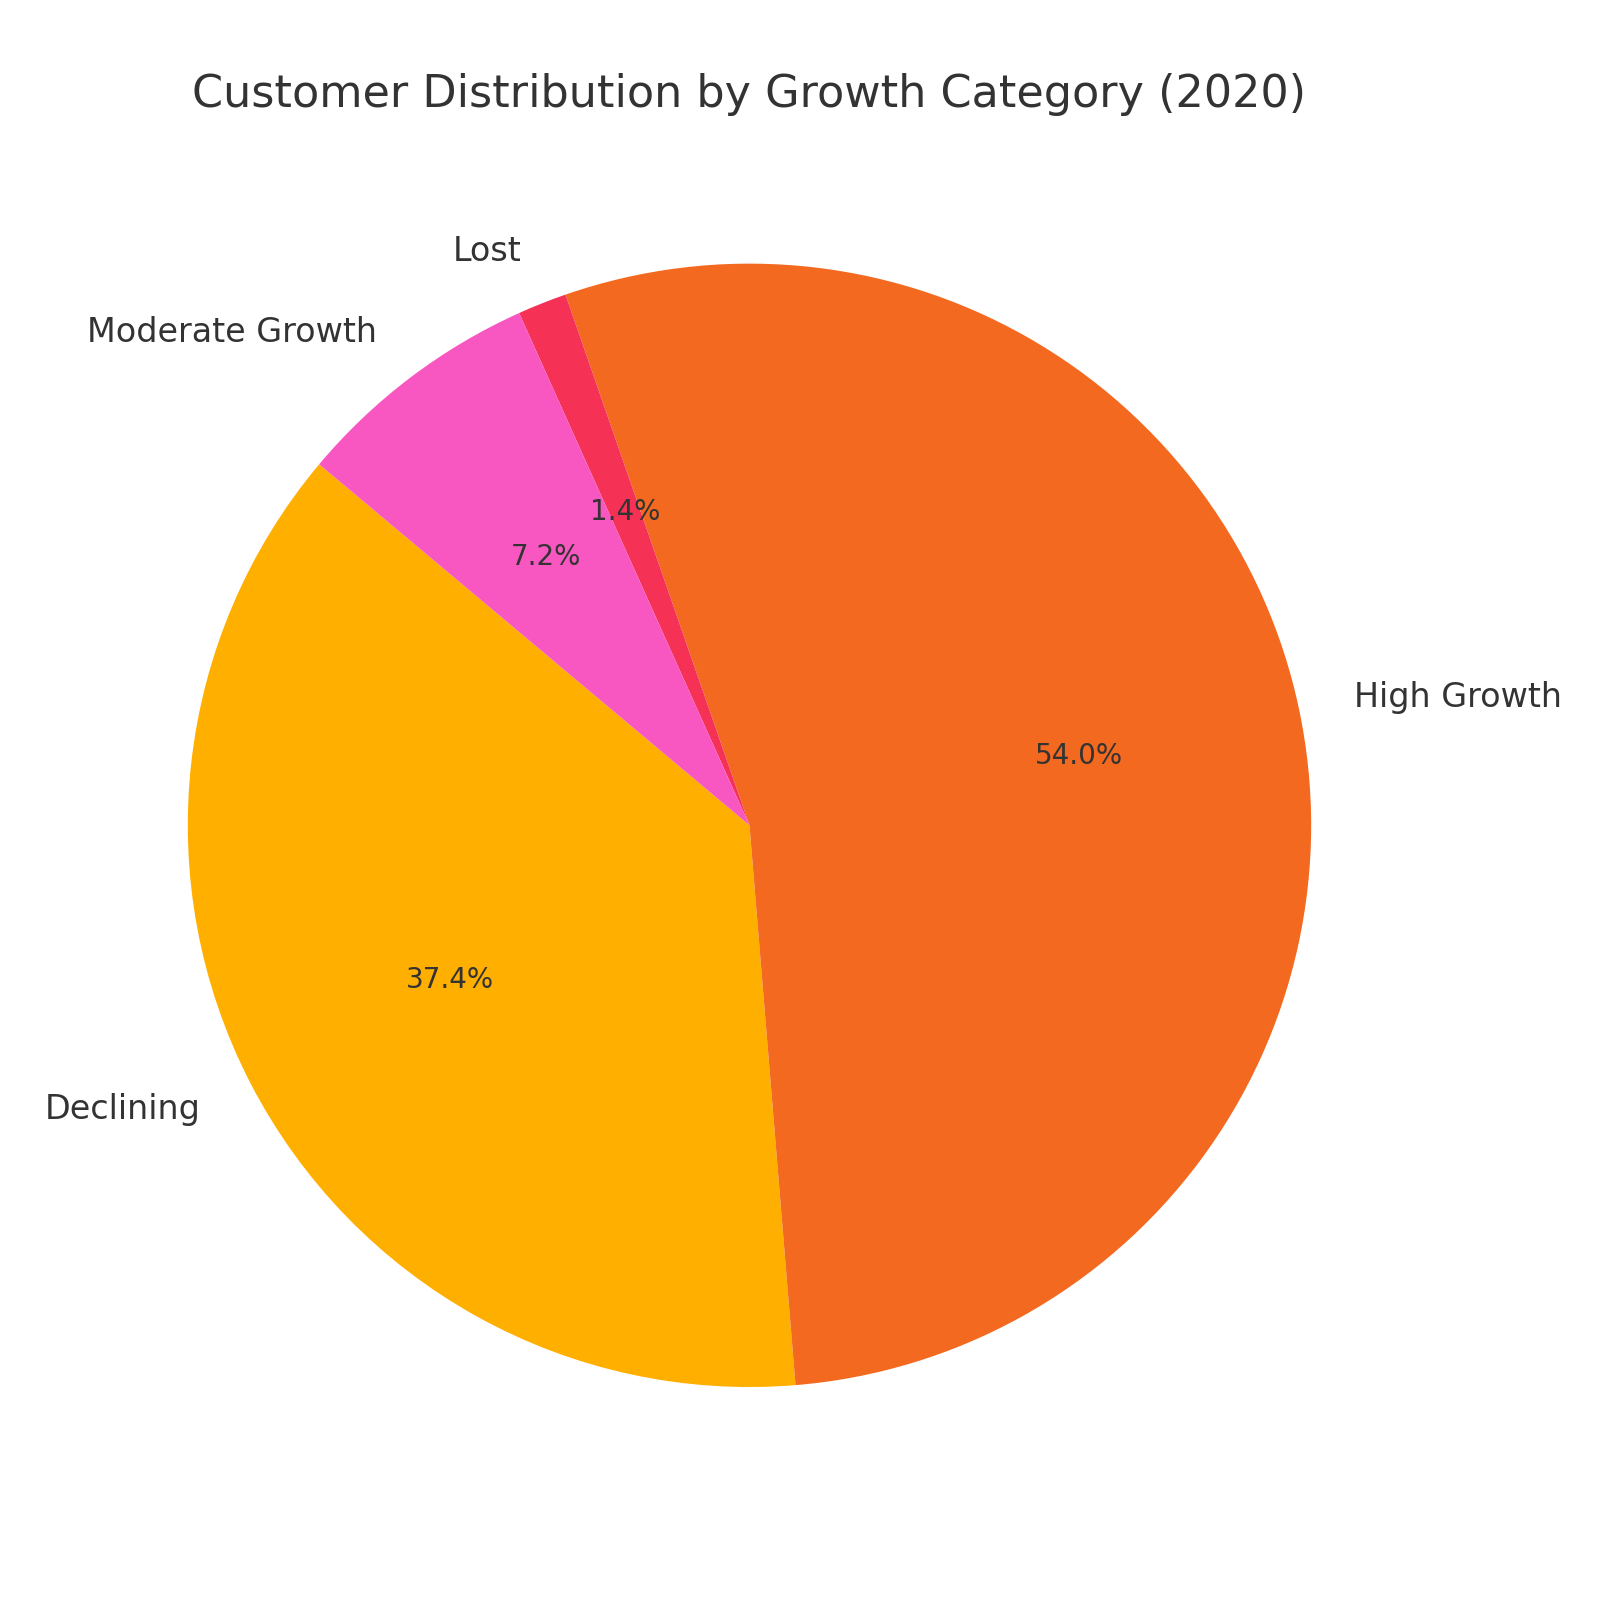 Customer Distribution by Growth Category (2020)
Lost
Moderate Growth
1.4%
7.2%
High Growth
54.0%
37.4%
Declining